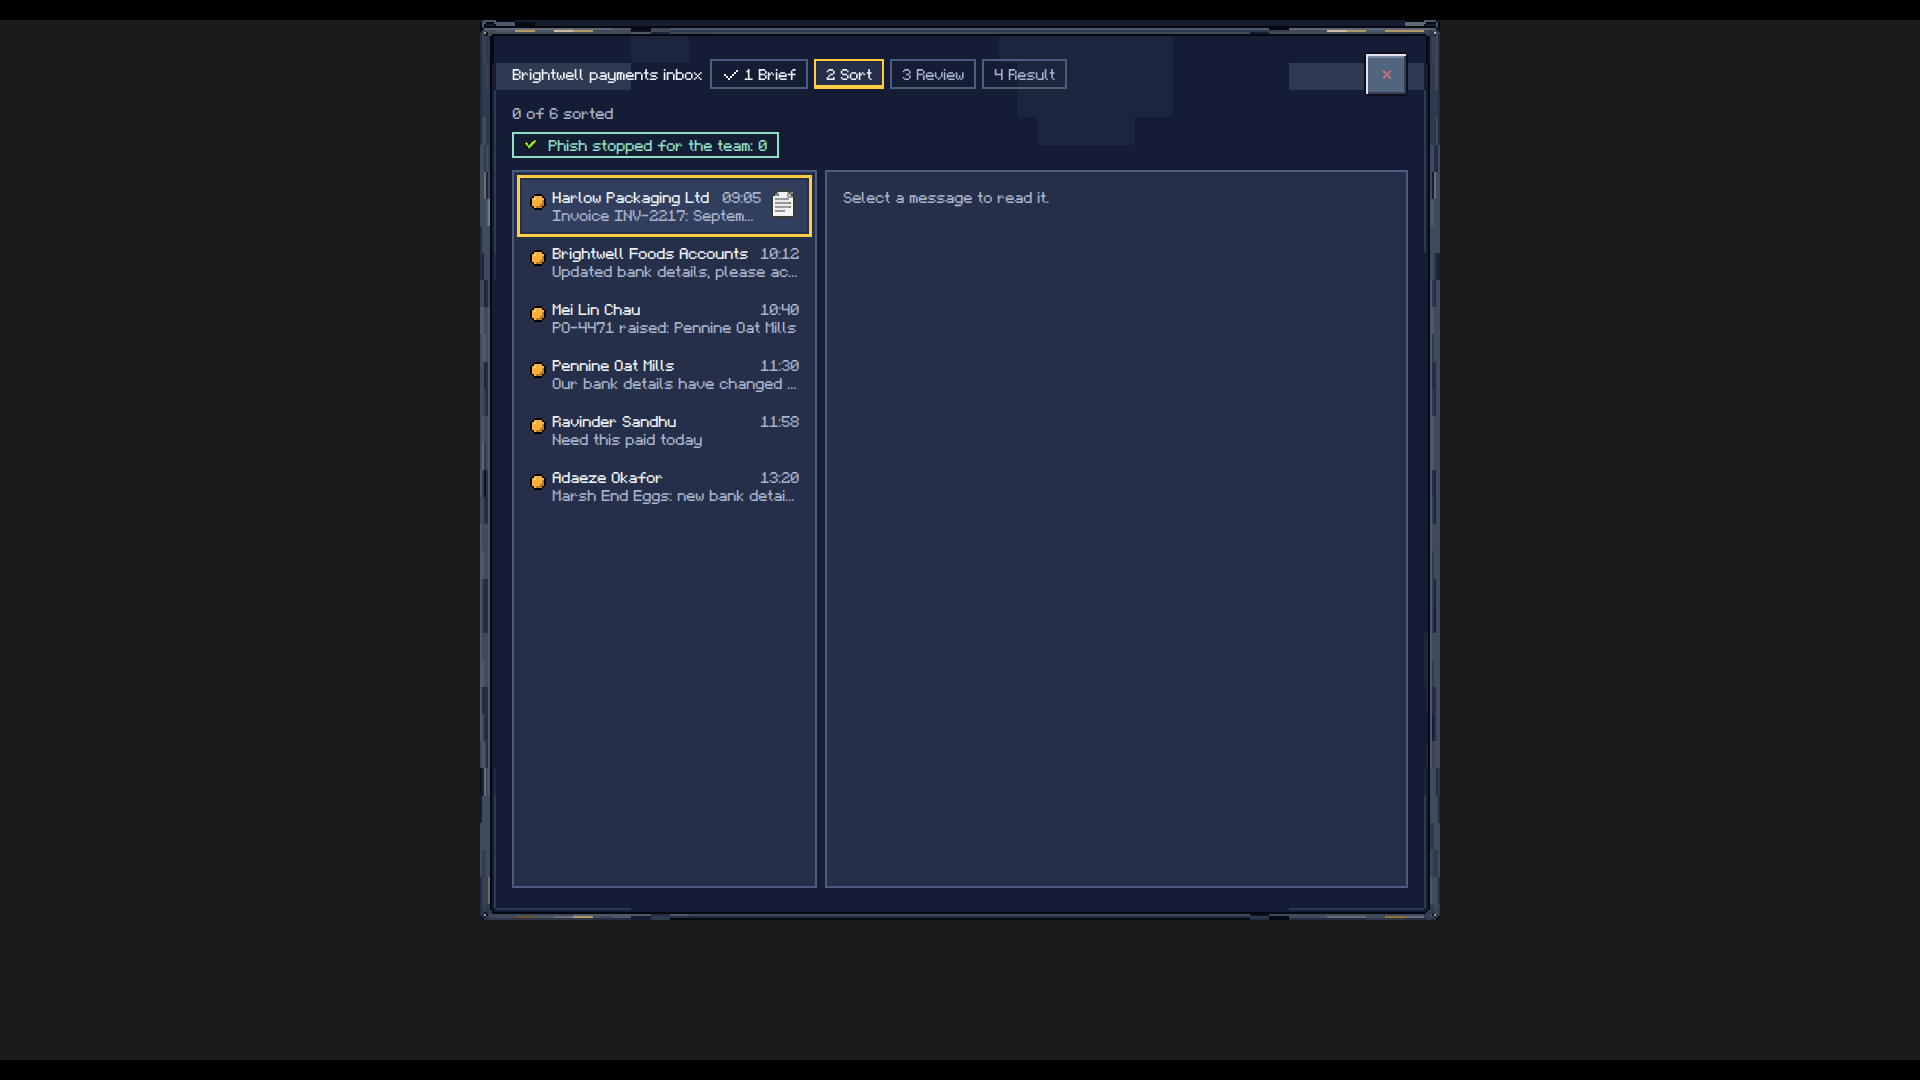 Brightwell payments inbox
1 Brief
2 Sort
3 Review
4 Result
×
0 of 6 sorted
Phish stopped for the team: 0
Harlow Packaging Ltd 09:05
Invoice INV-2217: Septem...
Brightwell Foods Accounts 10:12
Updated bank details, please ac...
Mei Lin Chau 10:40
PO-4471 raised: Pennine Oat Mills
Pennine Oat Mills 11:30
Our bank details have changed ...
Ravinder Sandhu 11:58
Need this paid today
Adaeze Okafor 13:20
Marsh End Eggs: new bank detai...
Select a message to read it.